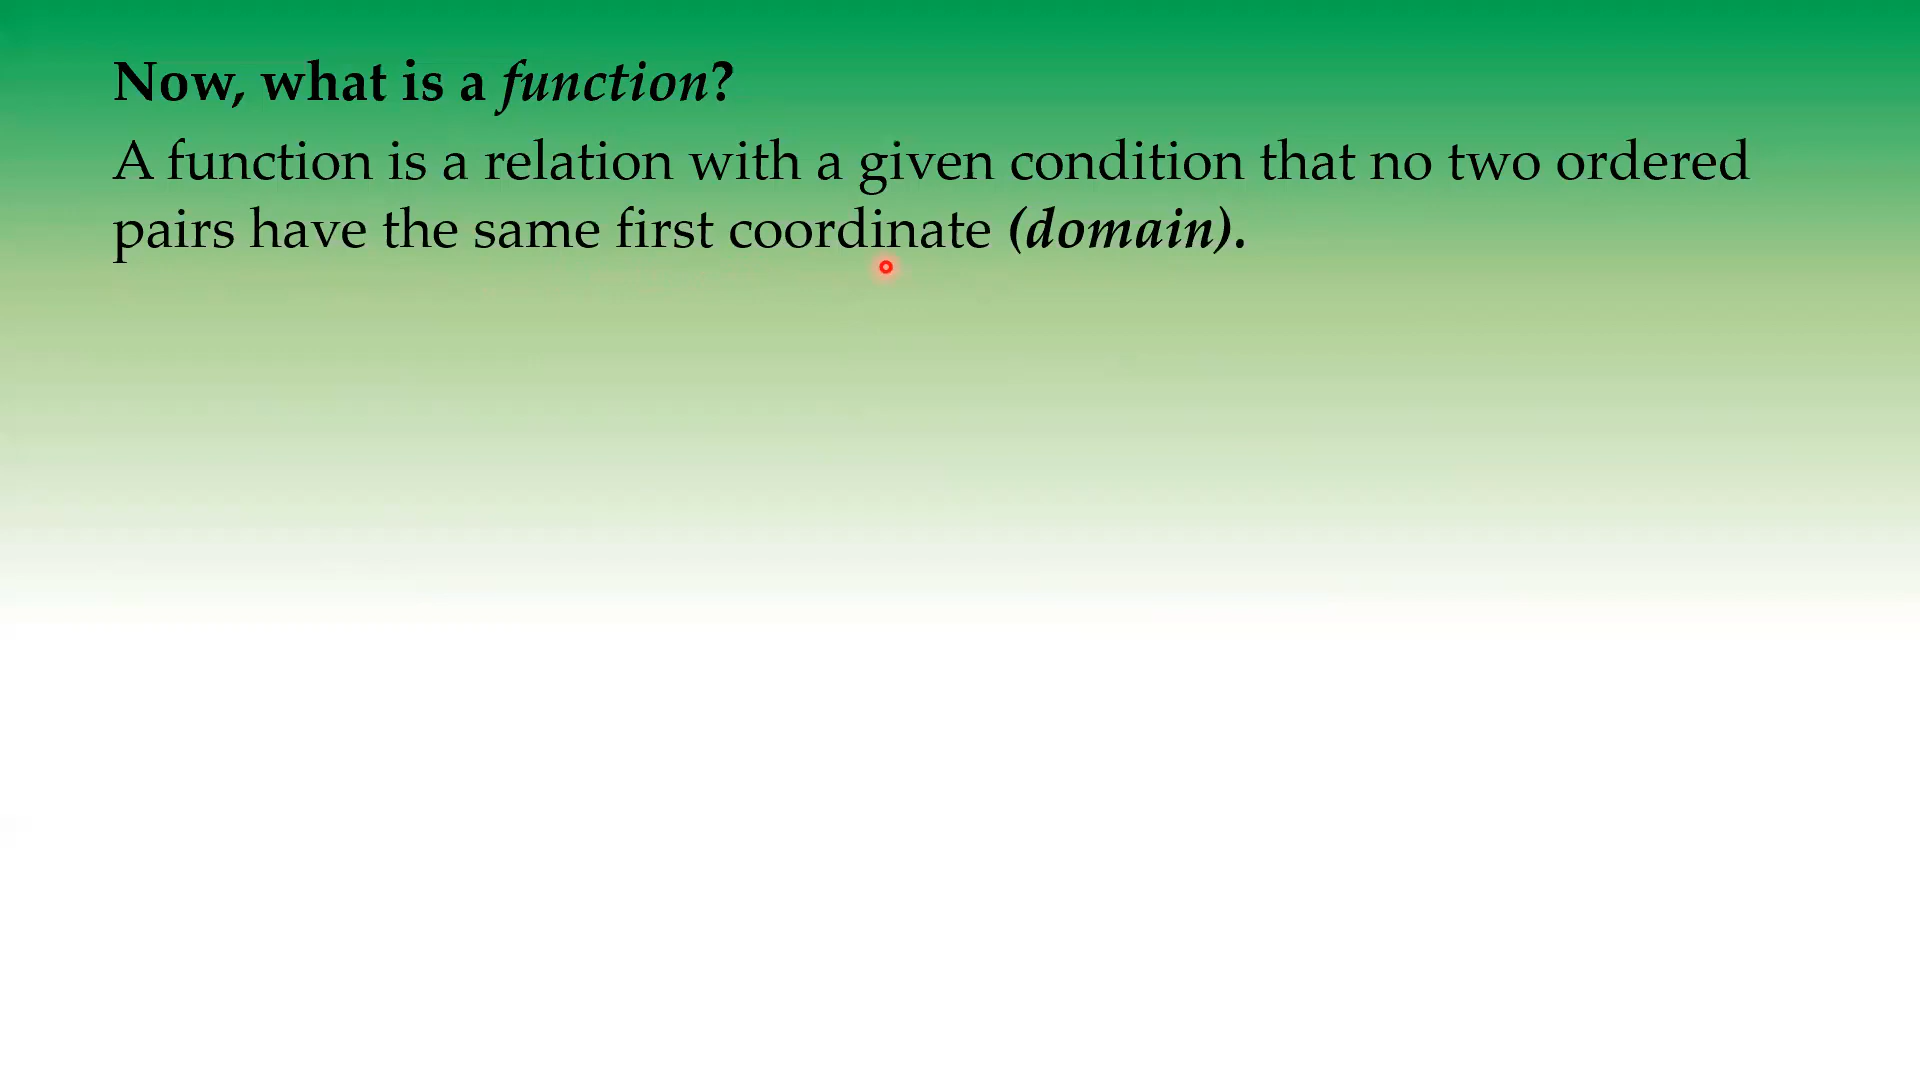 Now, what is a function?
A function is a relation with a given condition that no two ordered
pairs have the same first coordinate (domain).